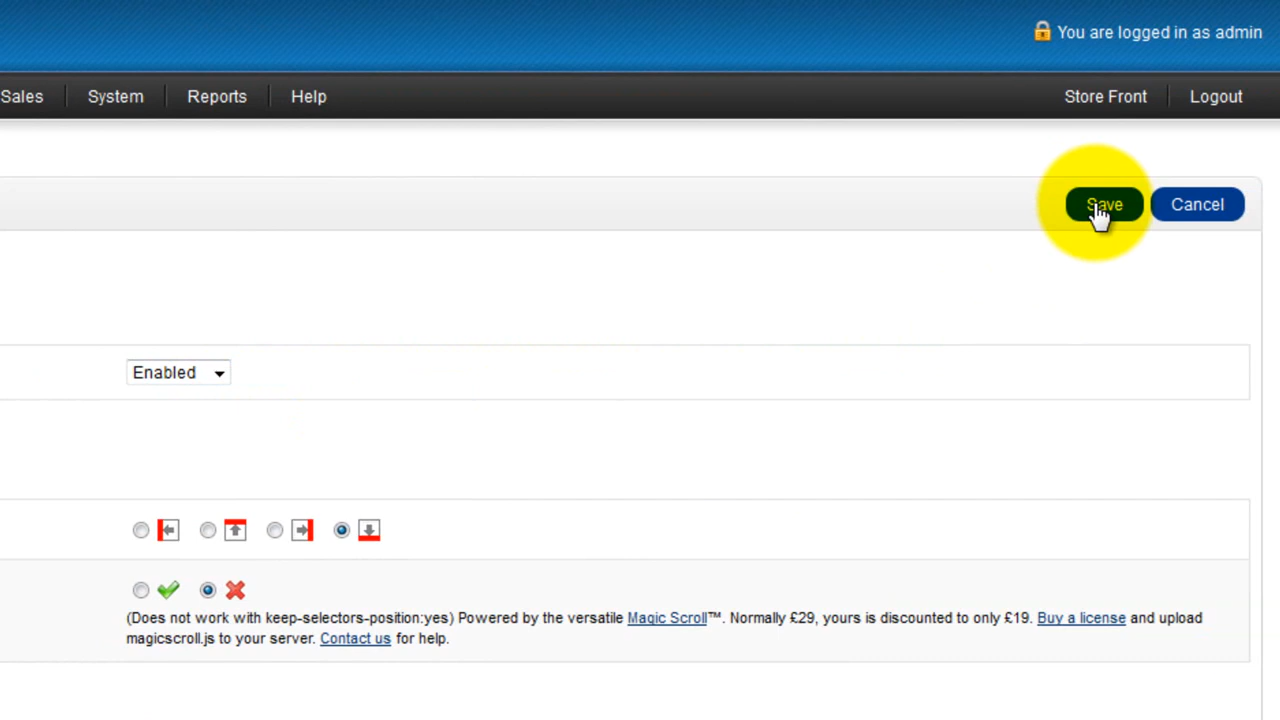 You are logged in as admin
Sales System Reports Help Store Front Logout
Save Cancel
Enabled
(Does not work with keep-selectors-position:yes) Powered by the versatile Magic Scroll™. Normally £29, yours is discounted to only £19. Buy a license and upload
magicscroll.js to your server. Contact us for help.